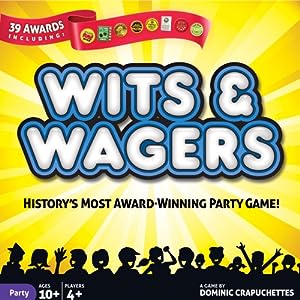 39 AWARDS
INCLUDING!
WITS &
WAGERS
HISTORY'S MOST AWARD-WINNING PARTY GAME!
Party
AGES
10+
PLAYERS
4+
A GAME BY
DOMINIC CRAPUCHETTES